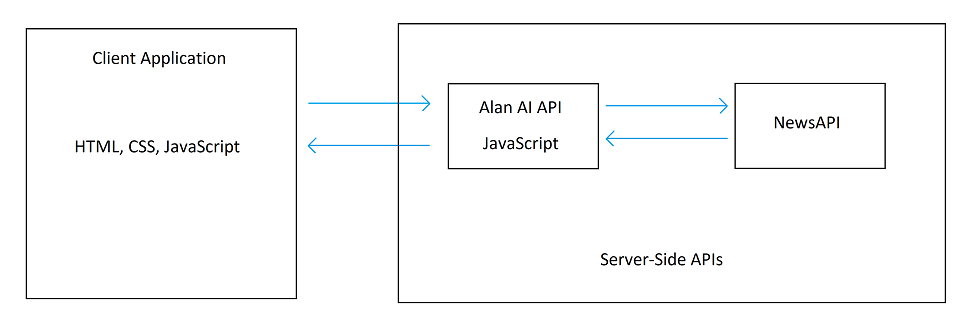 Client Application
HTML, CSS, JavaScript
Alan AI API
JavaScript
NewsAPI
Server-Side APIs